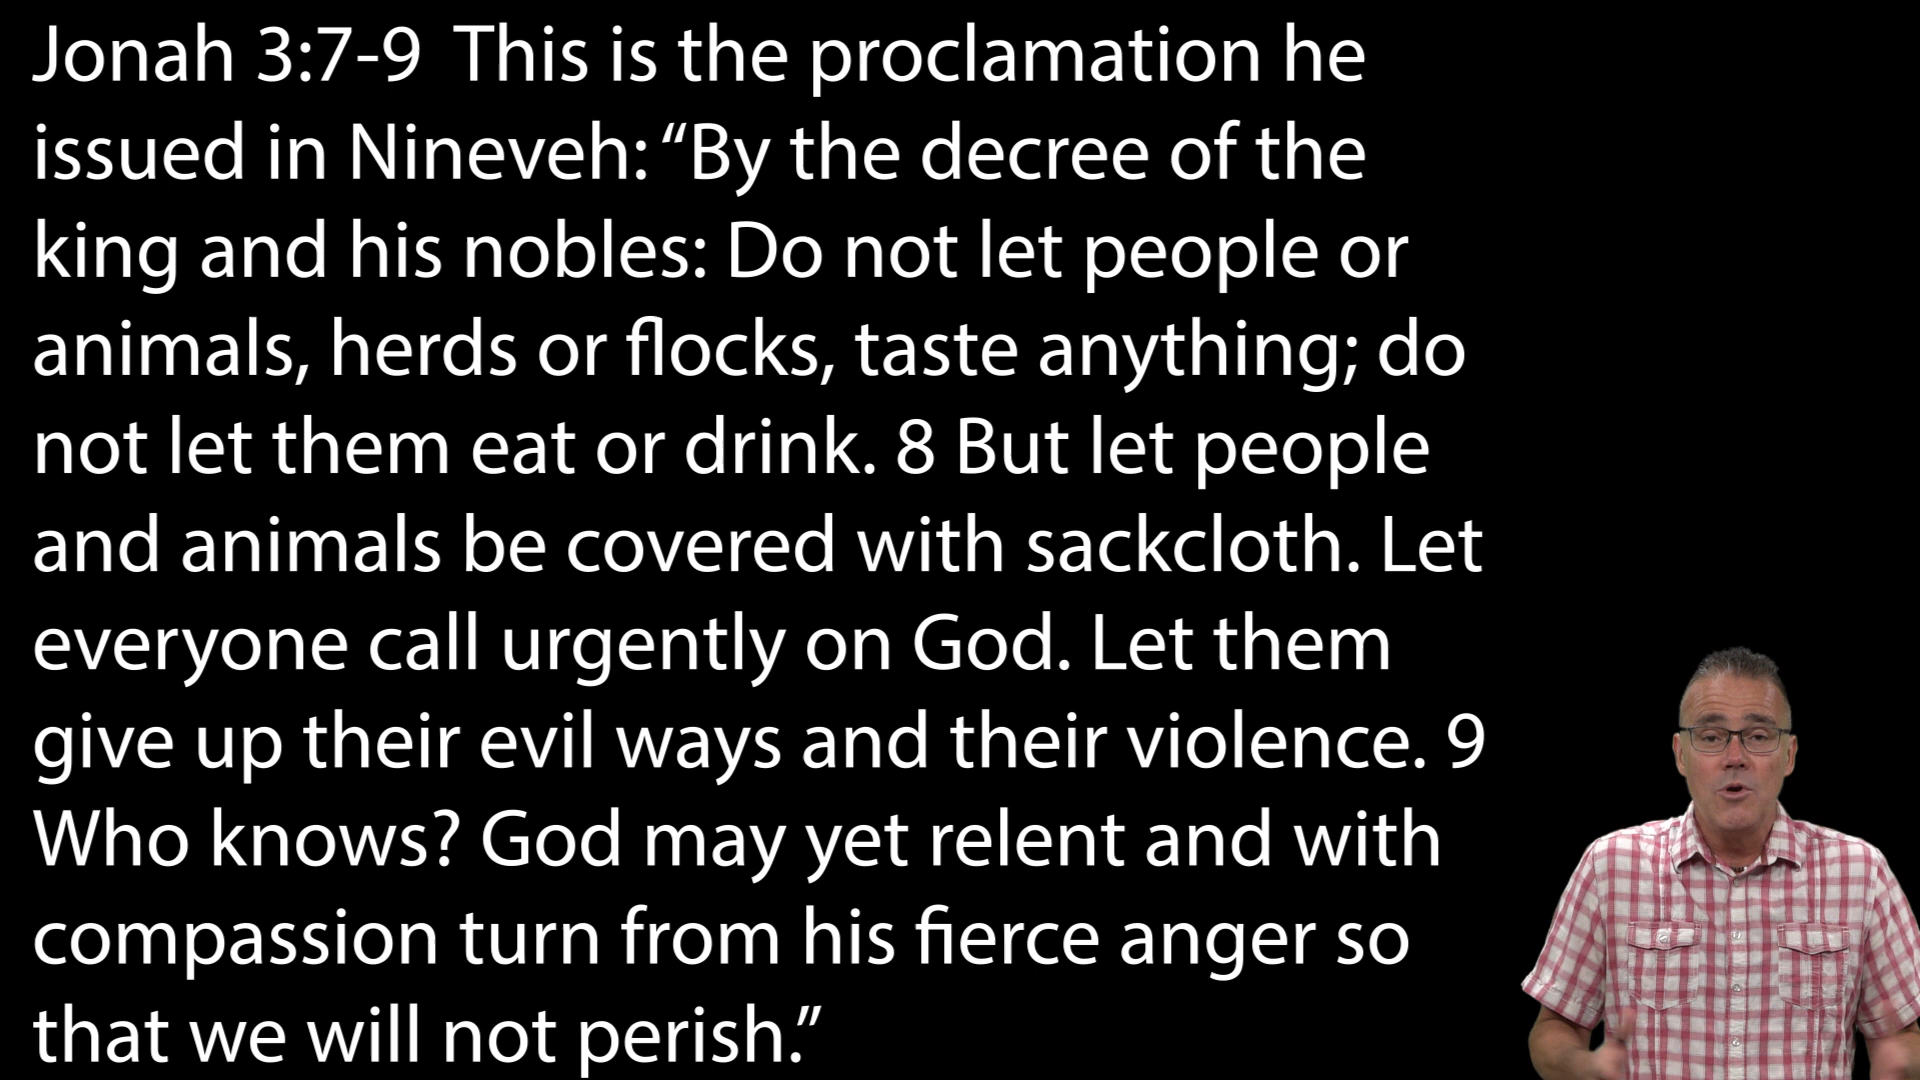 Jonah 3:7-9  This is the proclamation he
issued in Nineveh: “By the decree of the
king and his nobles: Do not let people or
animals, herds or flocks, taste anything; do
not let them eat or drink. 8 But let people
and animals be covered with sackcloth. Let
everyone call urgently on God. Let them
give up their evil ways and their violence. 9
Who knows? God may yet relent and with
compassion turn from his fierce anger so
that we will not perish.”